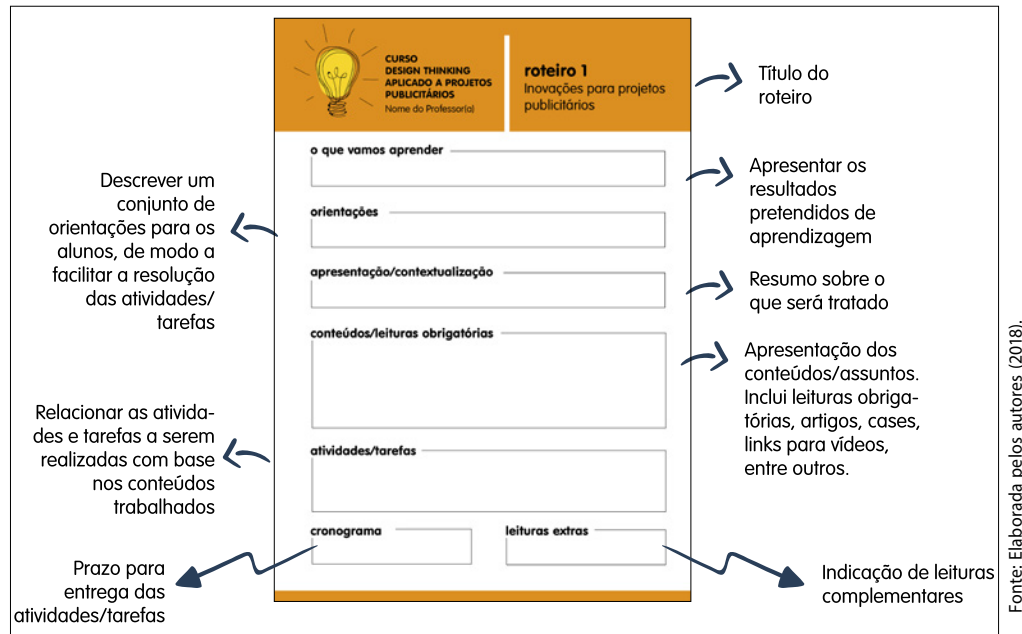 CURSO
DESIGN THINKING
APLICADO A PROJETOS
PUBLICITÁRIOS
Nome do Professor(a)
roteiro 1
Inovações para projetos
publicitários
Título do
roteiro
o que vamos aprender
Apresentar os
resultados
pretendidos de
aprendizagem
Descrever um
conjunto de
orientações para os
alunos, de modo a
facilitar a resolução
das atividades/
tarefas
orientações
apresentação/contextualização
Resumo sobre o
que será tratado
conteúdos/leituras obrigatórias
Apresentação dos
conteúdos/assuntos.
Inclui leituras obriga-
tórias, artigos, cases,
links para vídeos,
entre outros.
Relacionar as ativida-
des e tarefas a serem
realizadas com base
nos conteúdos
trabalhados
atividades/tarefas
cronograma
leituras extras
Prazo para
entrega das
atividades/tarefas
Indicação de leituras
complementares
Fonte: Elaborada pelos autores (2018).